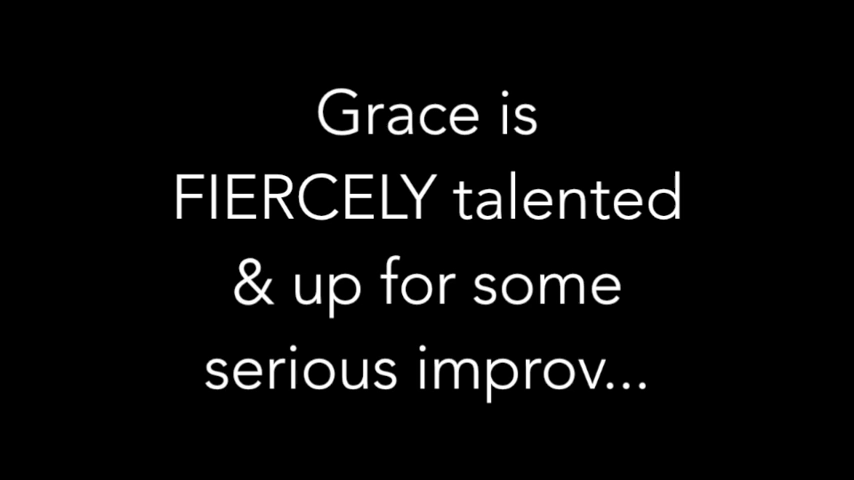 Grace is
FIERCELY talented
& up for some
serious improv...